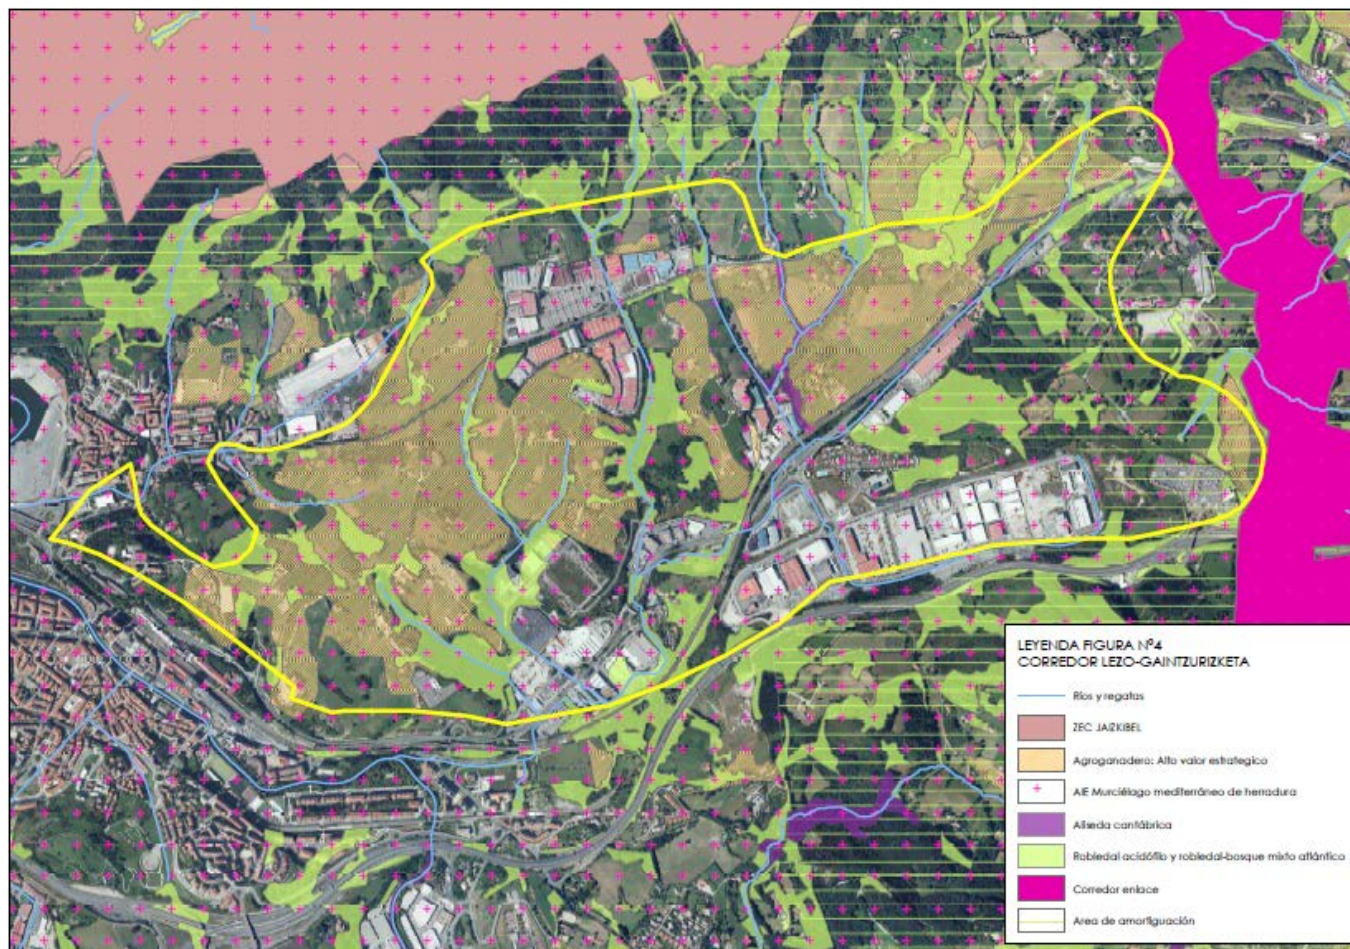 LEYENDA FIGURA Nº4
CORREDOR LEZO-GAINTZURIZKETA
Ríos y regatas
ZEC JAIZKIBEL
Agroganadero: Alto valor estrategico
AIE Murciélago mediterráneo de herradura
Aliseda cantábrica
Robledal acidófilo y robledal-bosque mixto atlántico
Corredor enlace
Area de amortiguación